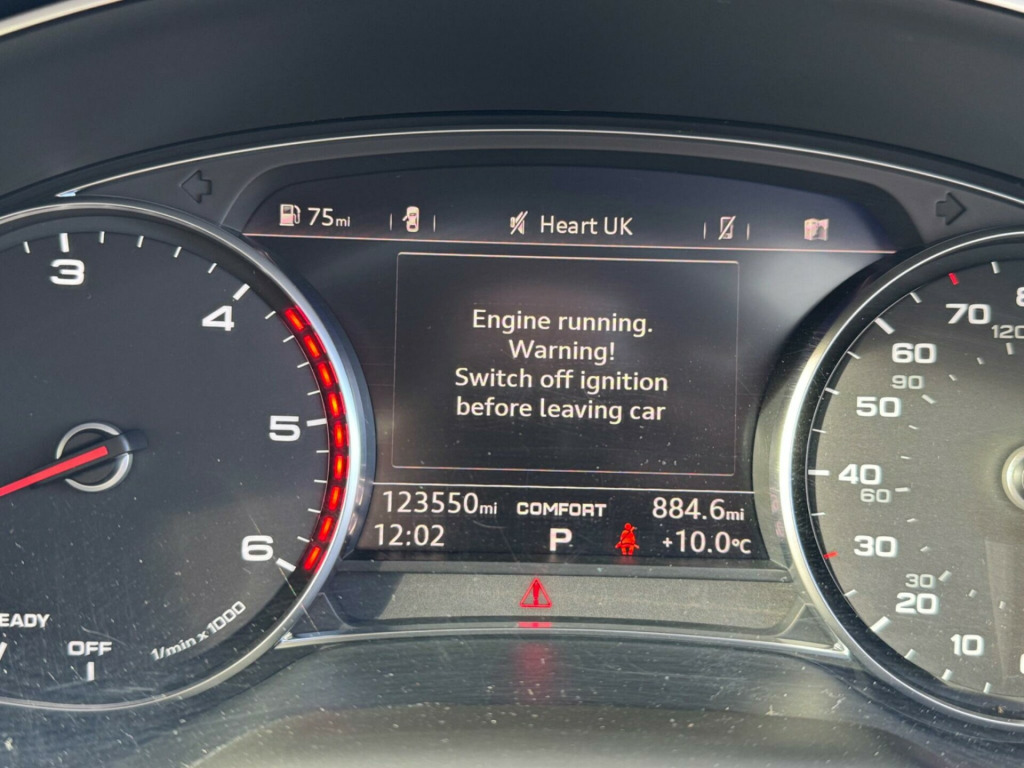 75mi
Heart UK
Engine running.
Warning!
Switch off ignition
before leaving car
123550mi
COMFORT
884.6mi
12:02
P
+10.0°C
3
4
5
6
1/min x 1000
OFF
70
120
60
90
50
40
60
30
30
20
10